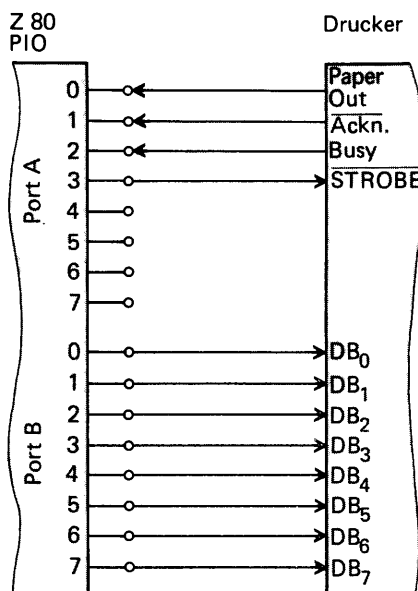 Z 80
PIO
Drucker
Port A
0 Paper
Out
1 Ackn.
2 Busy
3 STROBE
4
5
6
7
Port B
0 DB₀
1 DB₁
2 DB₂
3 DB₃
4 DB₄
5 DB₅
6 DB₆
7 DB₇